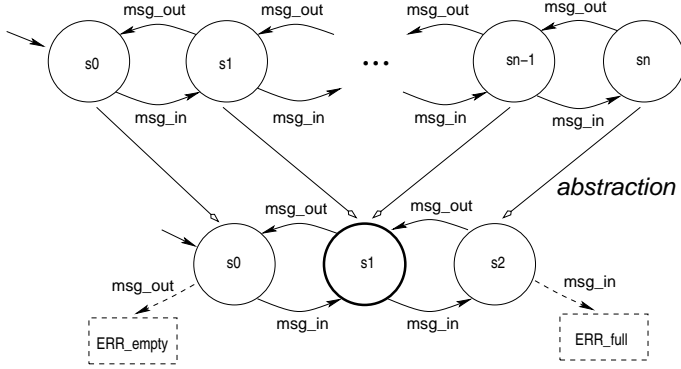 msg_out msg_out msg_out msg_out
s0 s1 ... sn−1 sn
msg_in msg_in msg_in msg_in
abstraction
msg_out msg_out
s0 s1 s2
msg_out msg_in
msg_in msg_in
ERR_empty ERR_full